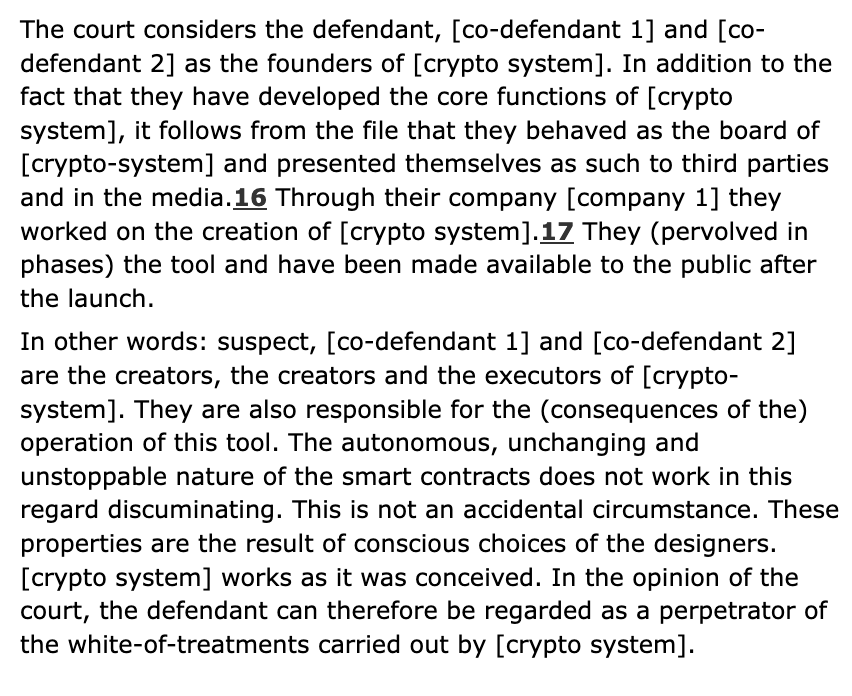 The court considers the defendant, [co-defendant 1] and [co-
defendant 2] as the founders of [crypto system]. In addition to the
fact that they have developed the core functions of [crypto
system], it follows from the file that they behaved as the board of
[crypto-system] and presented themselves as such to third parties
and in the media.16 Through their company [company 1] they
worked on the creation of [crypto system].17 They (pervolved in
phases) the tool and have been made available to the public after
the launch.
In other words: suspect, [co-defendant 1] and [co-defendant 2]
are the creators, the creators and the executors of [crypto-
system]. They are also responsible for the (consequences of the)
operation of this tool. The autonomous, unchanging and
unstoppable nature of the smart contracts does not work in this
regard discuminating. This is not an accidental circumstance. These
properties are the result of conscious choices of the designers.
[crypto system] works as it was conceived. In the opinion of the
court, the defendant can therefore be regarded as a perpetrator of
the white-of-treatments carried out by [crypto system].